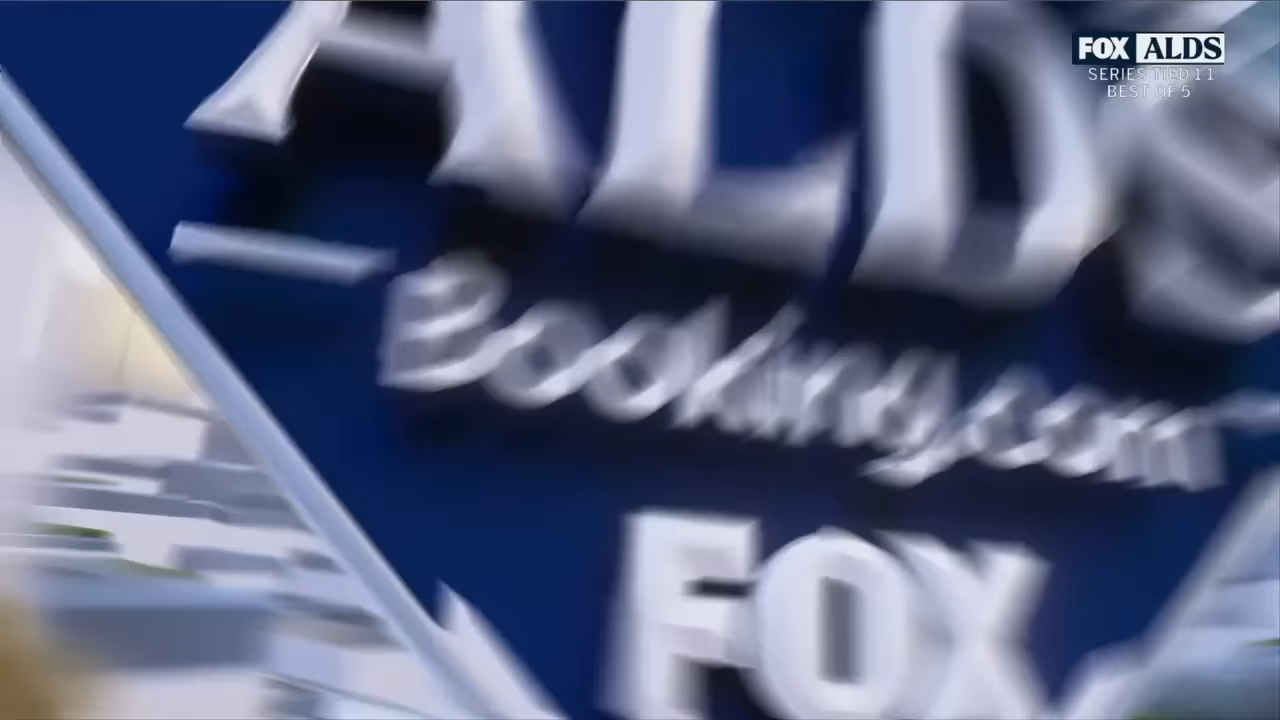 FOX ALDS
SERIES TIED 1 1
BEST OF 5
ALDS
Booking.com
FOX